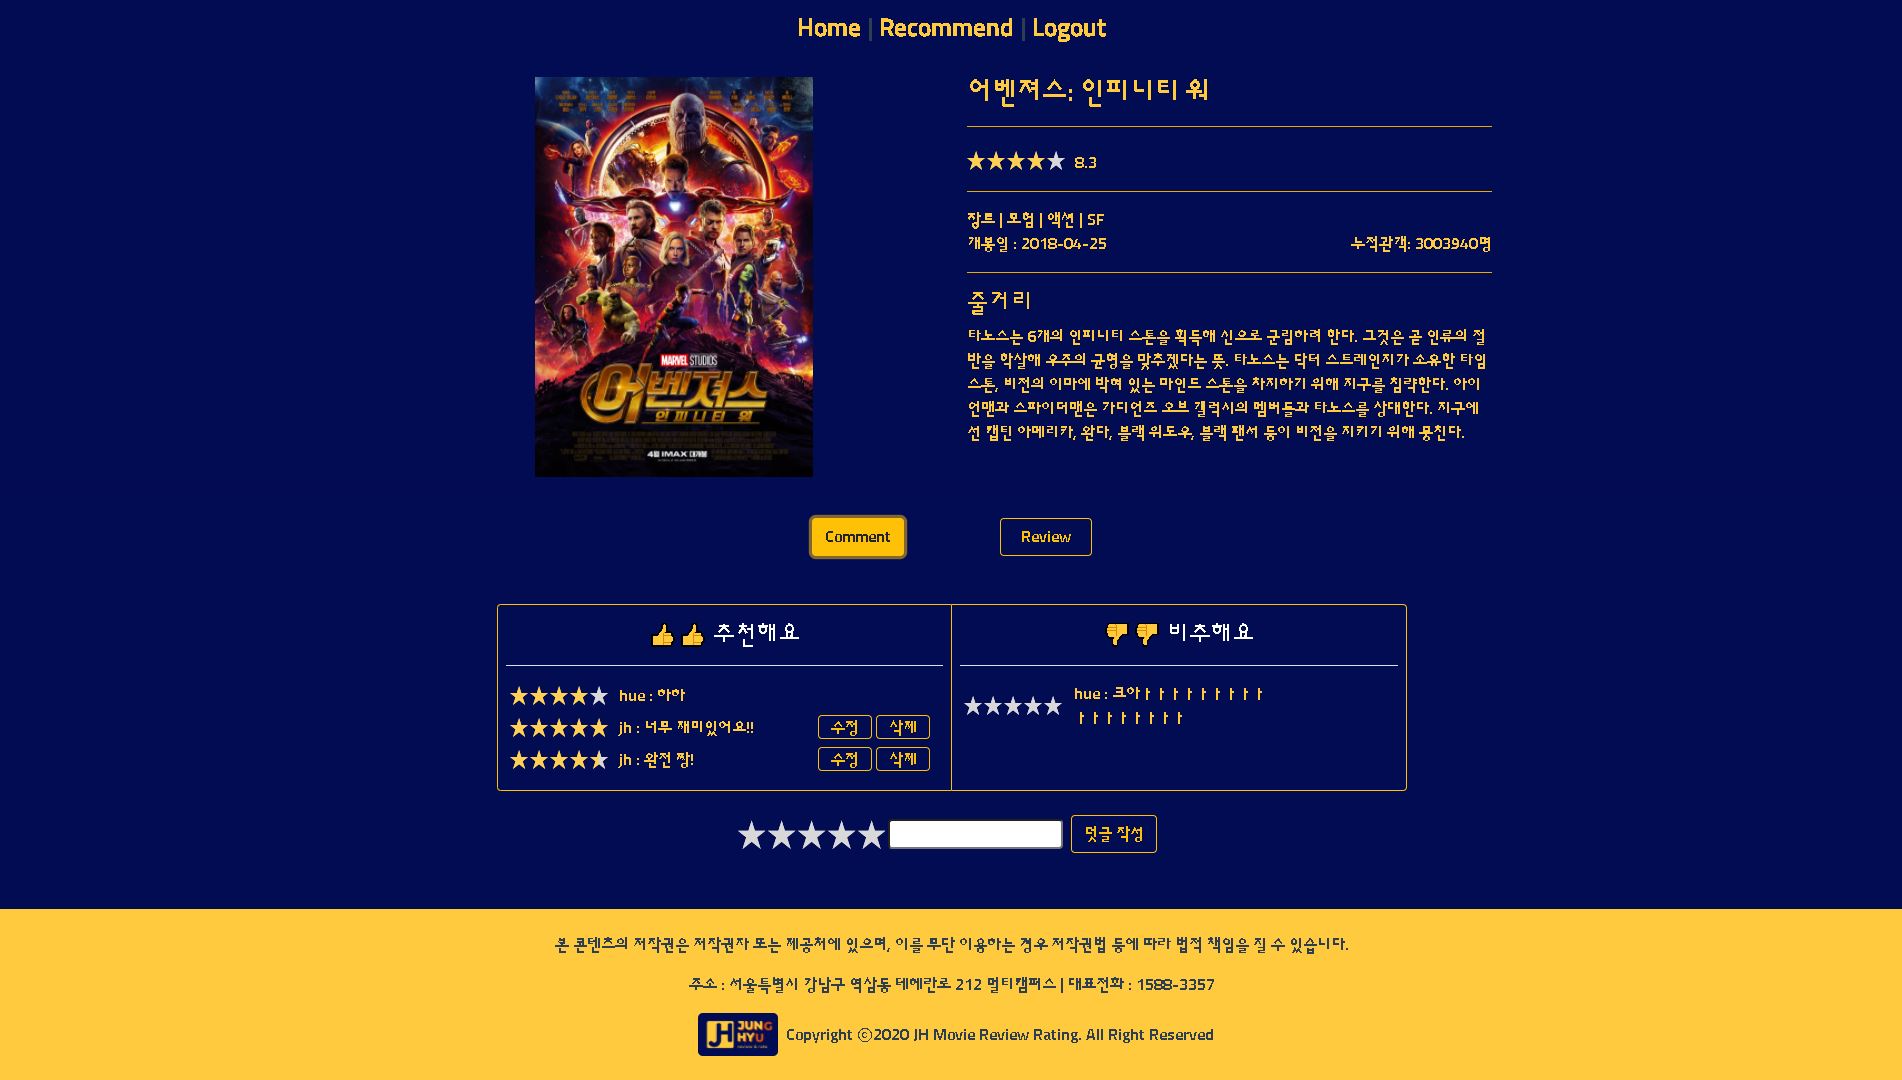 Home | Recommend | Logout
어벤져스: 인피니티 워
8.3
장르 | 모험 | 액션 | SF
개봉일 : 2018-04-25
누적관객: 3003940명
줄거리
타노스는 6개의 인피니티 스톤을 획득해 신으로 군림하려 한다. 그것은 곧 인류의 절
반을 학살해 우주의 균형을 맞추겠다는 뜻. 타노스는 닥터 스트레인지가 소유한 타임
스톤, 비전의 이마에 박혀 있는 마인드 스톤을 차지하기 위해 지구를 침략한다. 아이
언맨과 스파이더맨은 가디언즈 오브 갤럭시의 멤버들과 타노스를 상대한다. 지구에
선 캡틴 아메리카, 완다, 블랙 위도우, 블랙 팬서 등이 비전을 지키기 위해 뭉친다.
MARVEL STUDIOS
어벤져스
인피니티 워
4월 IMAX 대개봉
Comment
Review
추천해요
hue : 하하
jh : 너무 재미있어요!!
수정 삭제
jh : 완전 짱!
수정 삭제
비추해요
hue : 크아ㅏㅏㅏㅏㅏㅏㅏㅏㅏ
ㅏㅏㅏㅏㅏㅏㅏㅏ
덧글 작성
본 콘텐츠의 저작권은 저작권자 또는 제공처에 있으며, 이를 무단 이용하는 경우 저작권법 등에 따라 법적 책임을 질 수 있습니다.
주소 : 서울특별시 강남구 역삼동 테헤란로 212 멀티캠퍼스 | 대표전화 : 1588-3357
JH JUNG
HYU
Copyright ⓒ2020 JH Movie Review Rating. All Right Reserved